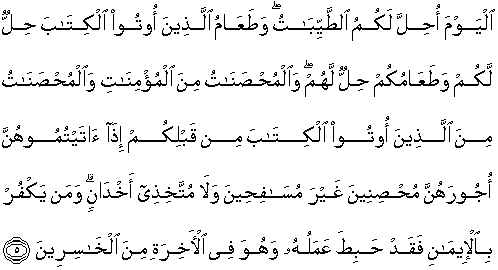 ٱلْيَوْمَ أُحِلَّ لَكُمُ ٱلطَّيِّبَـٰتُ ۖ وَطَعَامُ ٱلَّذِينَ أُوتُوا۟ ٱلْكِتَـٰبَ حِلٌّ
لَّكُمْ وَطَعَامُكُمْ حِلٌّ لَّهُمْ ۖ وَٱلْمُحْصَنَـٰتُ مِنَ ٱلْمُؤْمِنَـٰتِ وَٱلْمُحْصَنَـٰتُ
مِنَ ٱلَّذِينَ أُوتُوا۟ ٱلْكِتَـٰبَ مِن قَبْلِكُمْ إِذَآ ءَاتَيْتُمُوهُنَّ
أُجُورَهُنَّ مُحْصِنِينَ غَيْرَ مُسَـٰفِحِينَ وَلَا مُتَّخِذِىٓ أَخْدَانٍ ۗ وَمَن يَكْفُرْ
بِٱلْإِيمَـٰنِ فَقَدْ حَبِطَ عَمَلُهُۥ وَهُوَ فِى ٱلْـَٔاخِرَةِ مِنَ ٱلْخَـٰسِرِينَ ۝٥